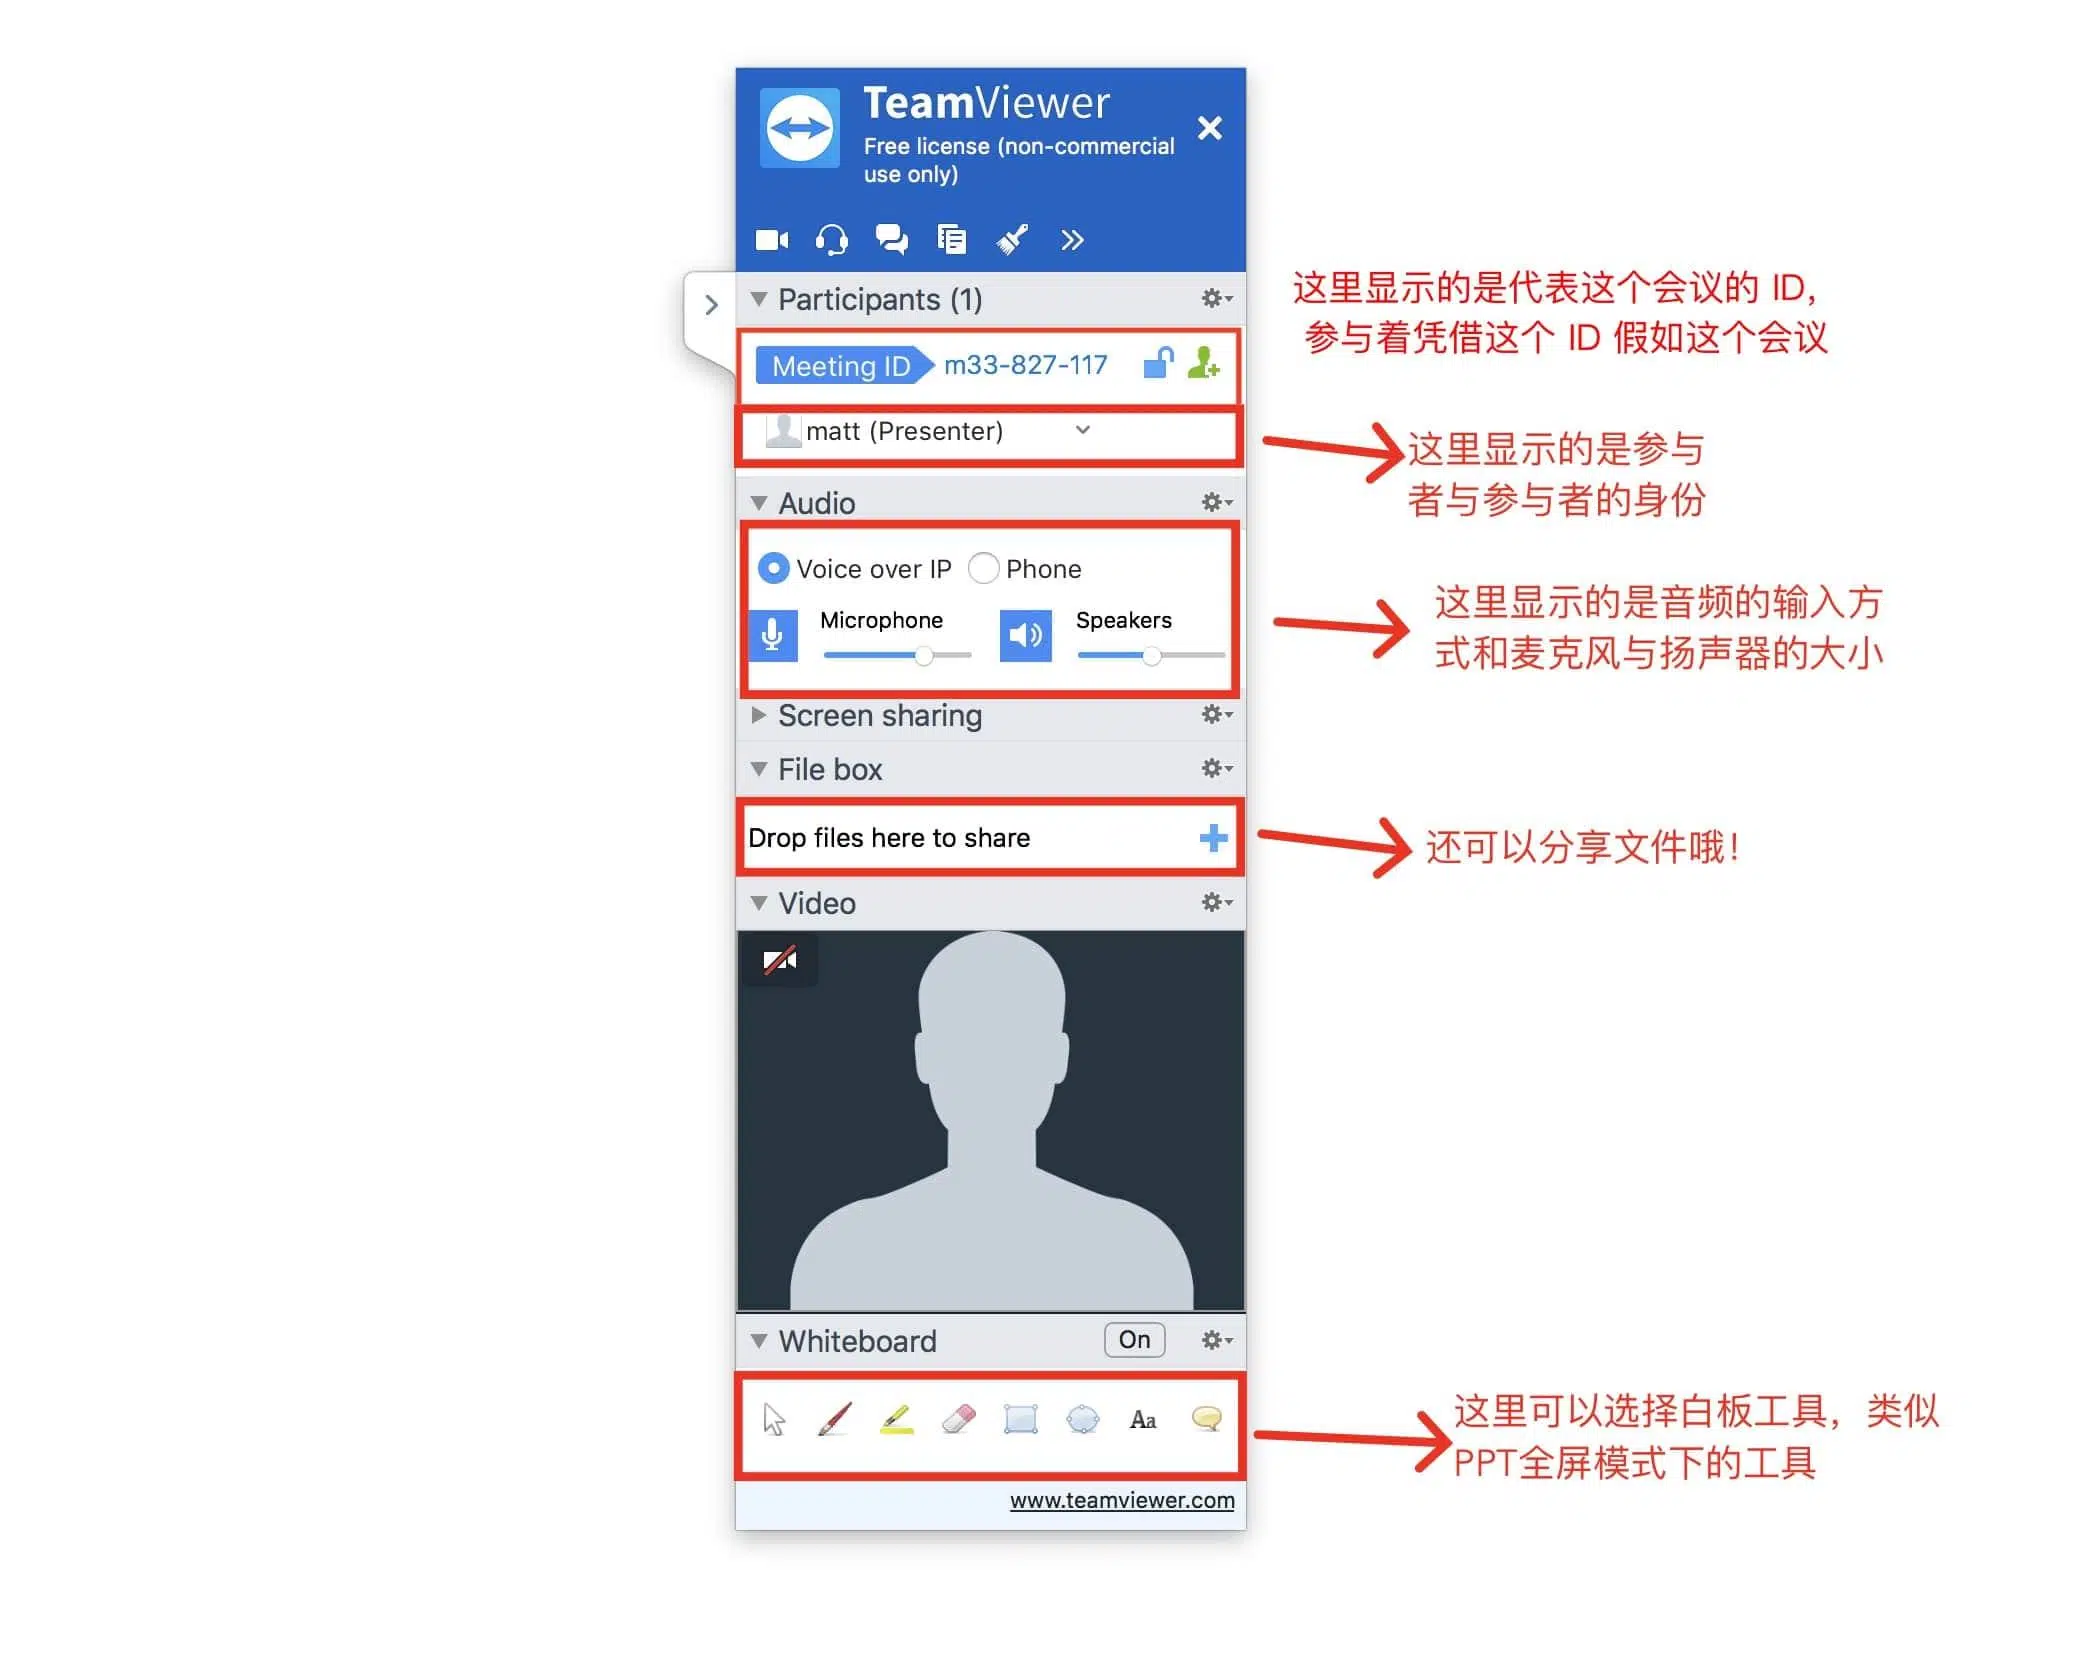 TeamViewer
Free license (non-commercial
use only)
Participants (1)
这里显示的是代表这个会议的 ID,
参与着凭借这个 ID 假如这个会议
Meeting ID m33-827-117
matt (Presenter)
这里显示的是参与
者与参与者的身份
Audio
Voice over IP Phone
Microphone Speakers
这里显示的是音频的输入方
式和麦克风与扬声器的大小
Screen sharing
File box
Drop files here to share
还可以分享文件哦！
Video
Whiteboard On
Aa
这里可以选择白板工具，类似
PPT全屏模式下的工具
www.teamviewer.com